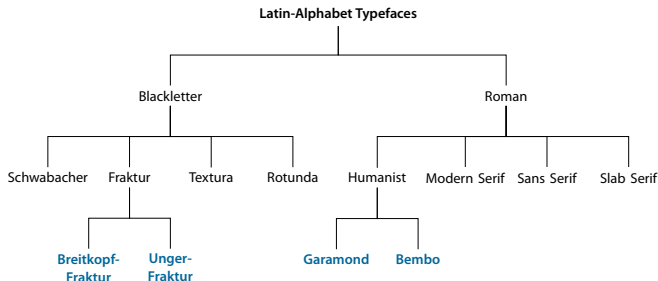 Latin-Alphabet Typefaces
Blackletter Roman
Schwabacher Fraktur Textura Rotunda Humanist Modern Serif Sans Serif Slab Serif
Breitkopf-
Fraktur
Unger-
Fraktur
Garamond Bembo